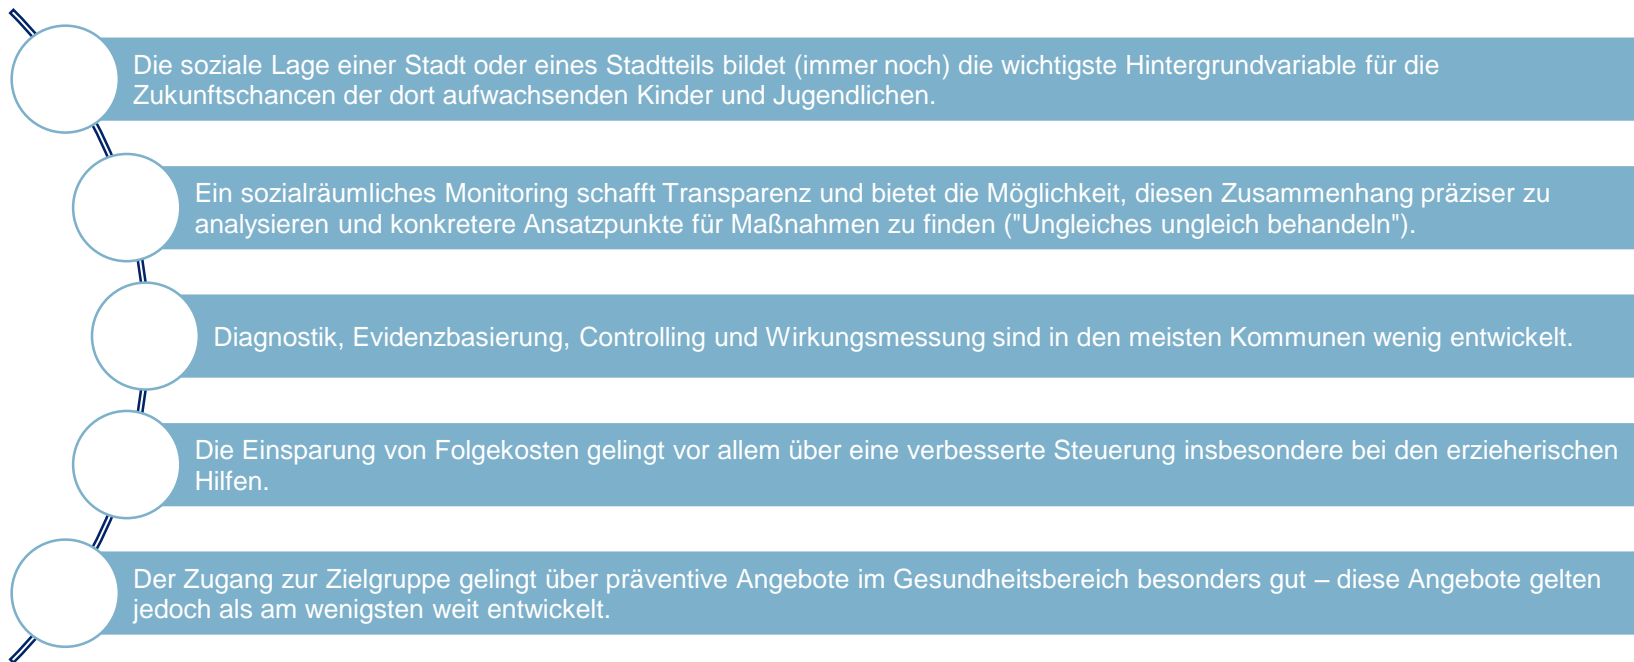 Die soziale Lage einer Stadt oder eines Stadtteils bildet (immer noch) die wichtigste Hintergrundvariable für die
Zukunftschancen der dort aufwachsenden Kinder und Jugendlichen.
Ein sozialräumliches Monitoring schafft Transparenz und bietet die Möglichkeit, diesen Zusammenhang präziser zu
analysieren und konkretere Ansatzpunkte für Maßnahmen zu finden ("Ungleiches ungleich behandeln").
Diagnostik, Evidenzbasierung, Controlling und Wirkungsmessung sind in den meisten Kommunen wenig entwickelt.
Die Einsparung von Folgekosten gelingt vor allem über eine verbesserte Steuerung insbesondere bei den erzieherischen
Hilfen.
Der Zugang zur Zielgruppe gelingt über präventive Angebote im Gesundheitsbereich besonders gut – diese Angebote gelten
jedoch als am wenigsten weit entwickelt.